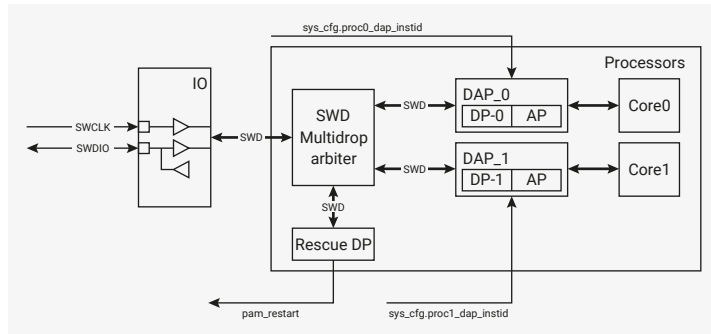 sys_cfg.proc0_dap_instid
Processors
IO
DAP_0
DP-0 AP
Core0
SWD
Multidrop
arbiter
SWD
SWCLK
SWD
SWDIO
DAP_1
DP-1 AP
Core1
SWD
SWD
Rescue DP
pam_restart
sys_cfg.proc1_dap_instid